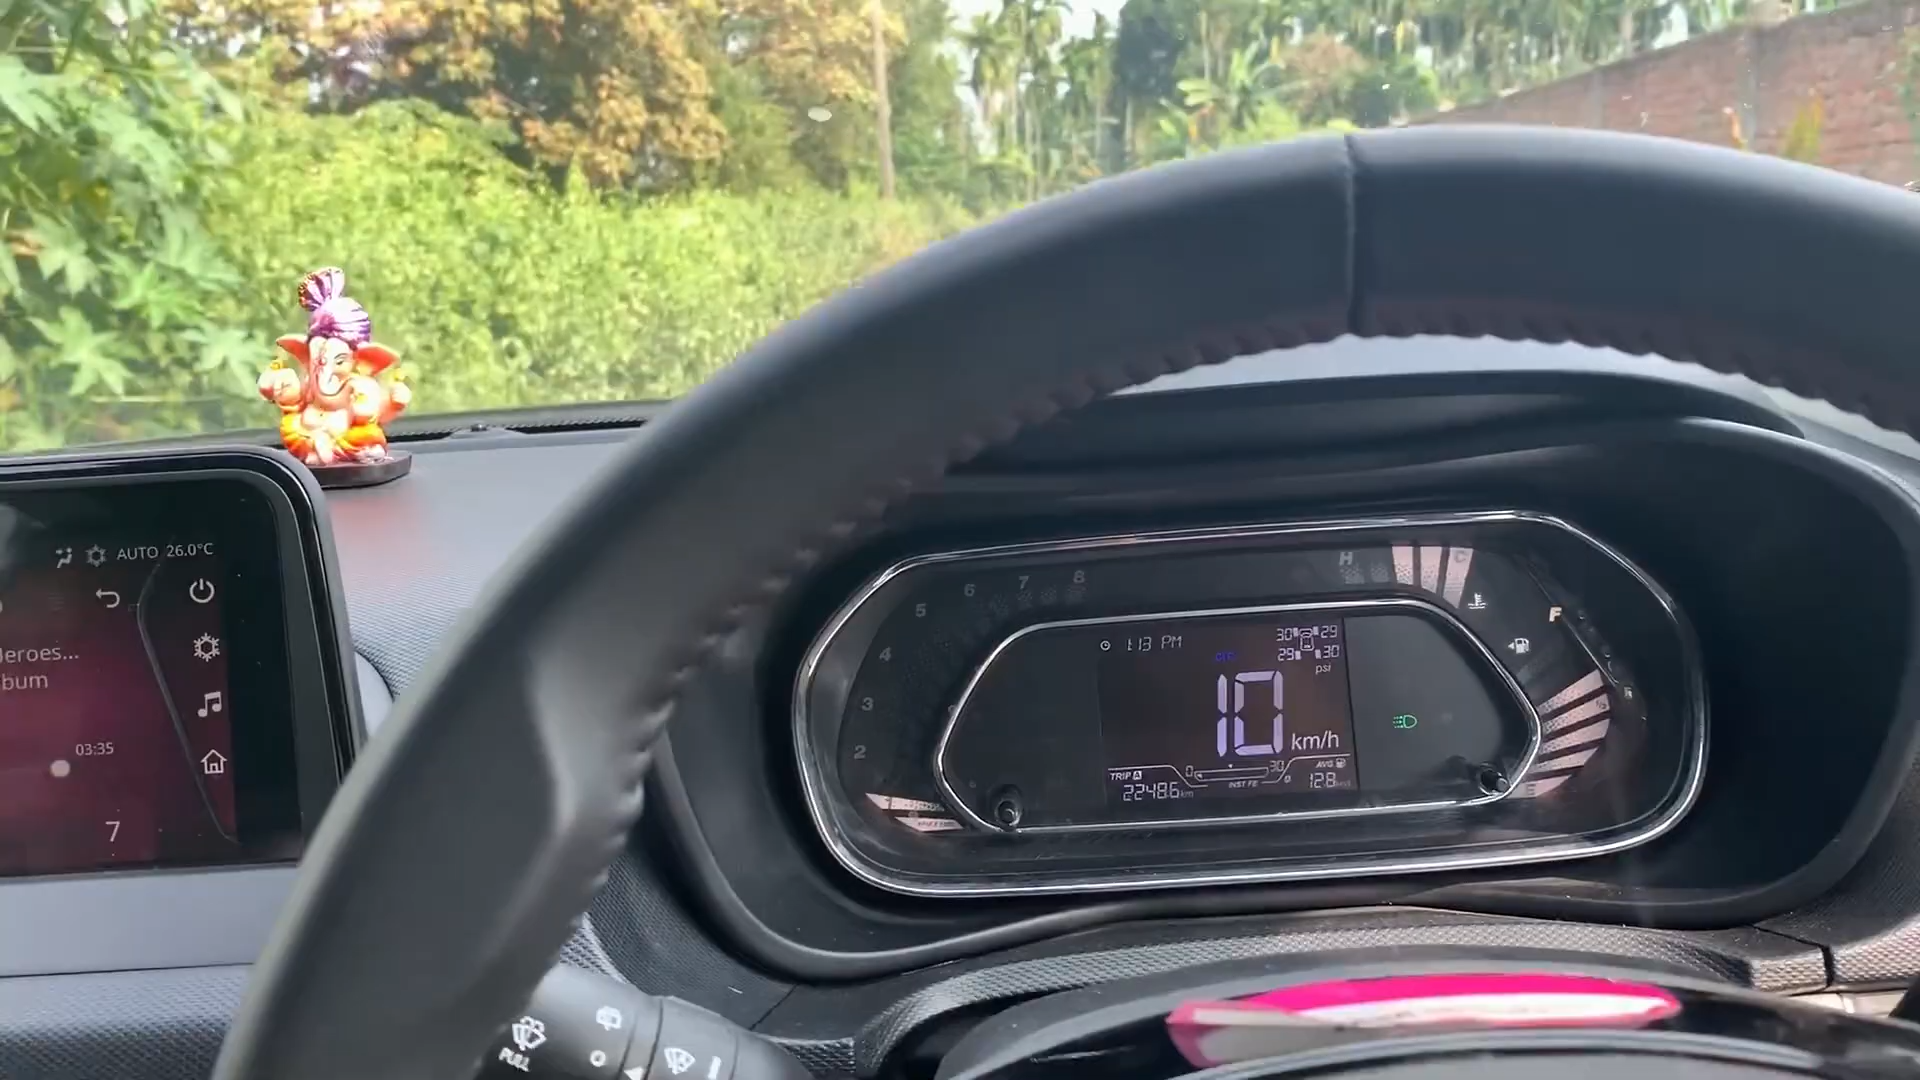 AUTO 26.0°C
leroes...
bum
03:35
7
2
3
4
5
6
7
8
H
C
F
E
1:13 PM
30 29
29 30
psi
10
km/h
TRIP A
2248.6 km
0 30
INST FE
AVG
12.8
PULL